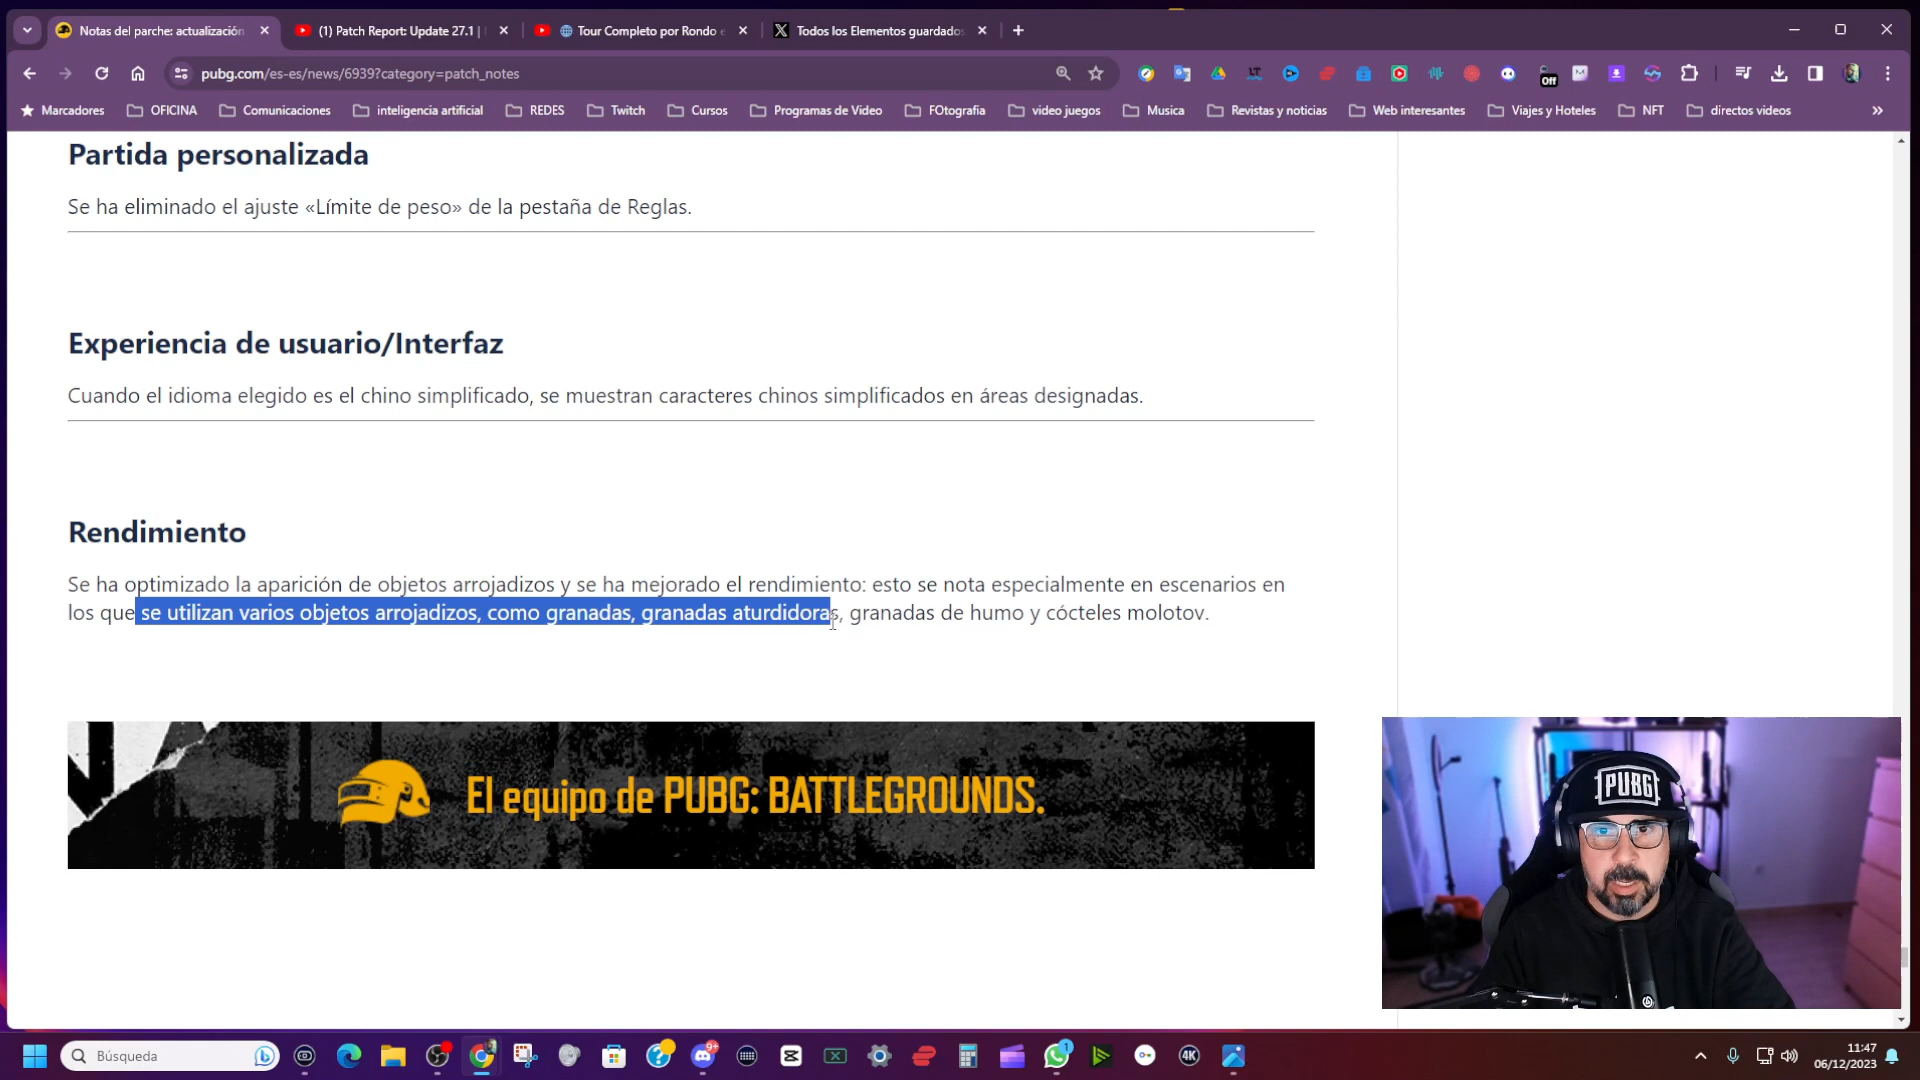 Notas del parche: actualización
(1) Patch Report: Update 27.1 |
Tour Completo por Rondo
Todos los Elementos guardados
pubg.com/es-es/news/6939?category=patch_notes
Off
Marcadores
OFICINA
Comunicaciones
inteligencia artificial
REDES
Twitch
Cursos
Programas de Video
FOtografia
video juegos
Musica
Revistas y noticias
Web interesantes
Viajes y Hoteles
NFT
directos videos
Partida personalizada
Se ha eliminado el ajuste «Límite de peso» de la pestaña de Reglas.
Experiencia de usuario/Interfaz
Cuando el idioma elegido es el chino simplificado, se muestran caracteres chinos simplificados en áreas designadas.
Rendimiento
Se ha optimizado la aparición de objetos arrojadizos y se ha mejorado el rendimiento: esto se nota especialmente en escenarios en
los que se utilizan varios objetos arrojadizos, como granadas, granadas aturdidoras, granadas de humo y cócteles molotov.
El equipo de PUBG: BATTLEGROUNDS.
PUBG
Búsqueda
9+
1
4K
11:47
06/12/2023